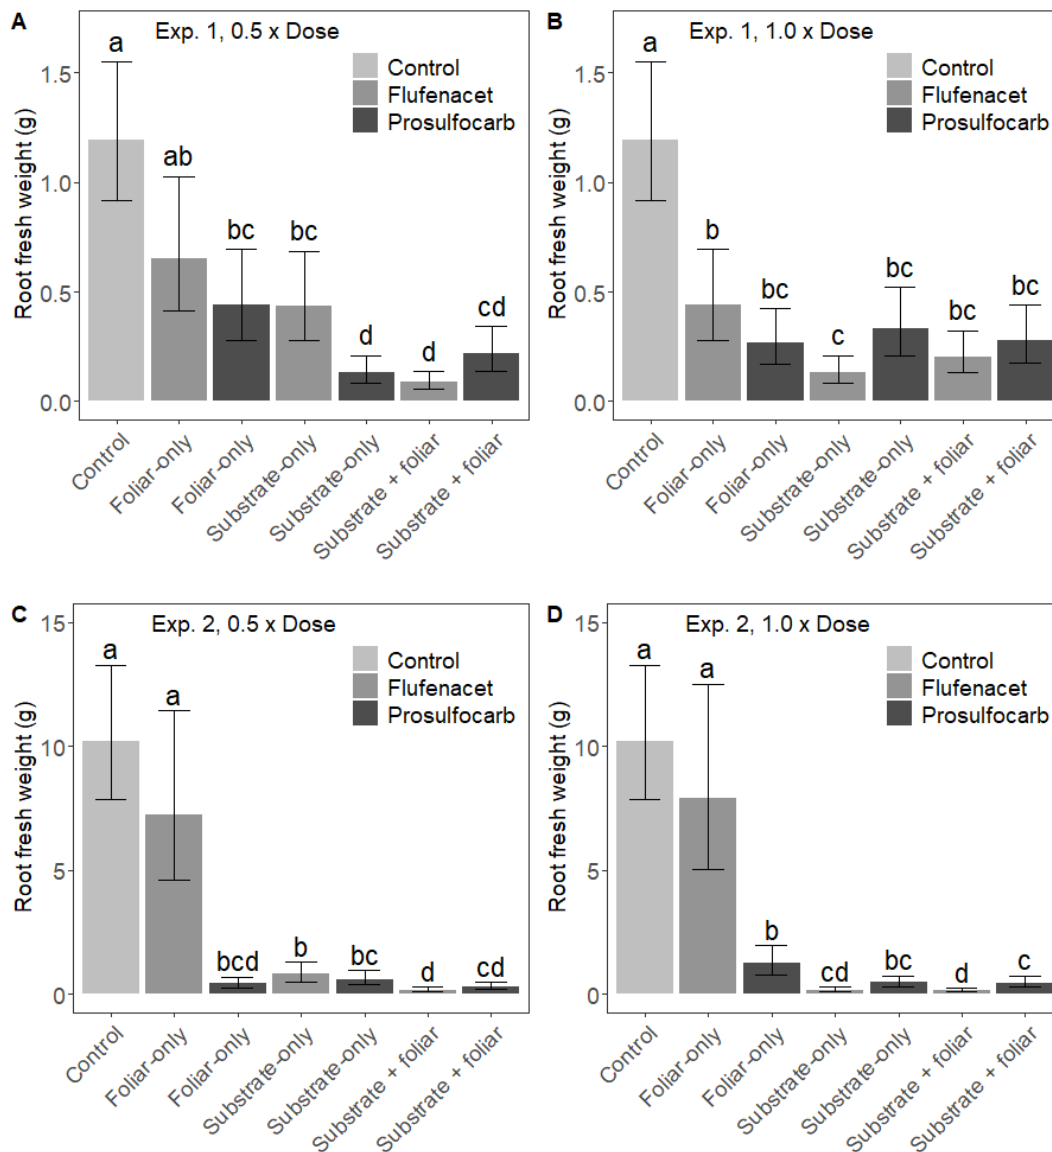 A
Exp. 1, 0.5 x Dose
Control
Flufenacet
Prosulfocarb
Root fresh weight (g)
1.5
1.0
0.5
0.0
a
ab
bc
bc
d
d
cd
Control
Foliar-only
Foliar-only
Substrate-only
Substrate-only
Substrate + foliar
Substrate + foliar
B
Exp. 1, 1.0 x Dose
Control
Flufenacet
Prosulfocarb
Root fresh weight (g)
1.5
1.0
0.5
0.0
a
b
bc
c
bc
bc
bc
Control
Foliar-only
Foliar-only
Substrate-only
Substrate-only
Substrate + foliar
Substrate + foliar
C
Exp. 2, 0.5 x Dose
Control
Flufenacet
Prosulfocarb
Root fresh weight (g)
15
10
5
0
a
a
bcd
b
bc
d
cd
Control
Foliar-only
Foliar-only
Substrate-only
Substrate-only
Substrate + foliar
Substrate + foliar
D
Exp. 2, 1.0 x Dose
Control
Flufenacet
Prosulfocarb
Root fresh weight (g)
15
10
5
0
a
a
b
cd
bc
d
c
Control
Foliar-only
Foliar-only
Substrate-only
Substrate-only
Substrate + foliar
Substrate + foliar